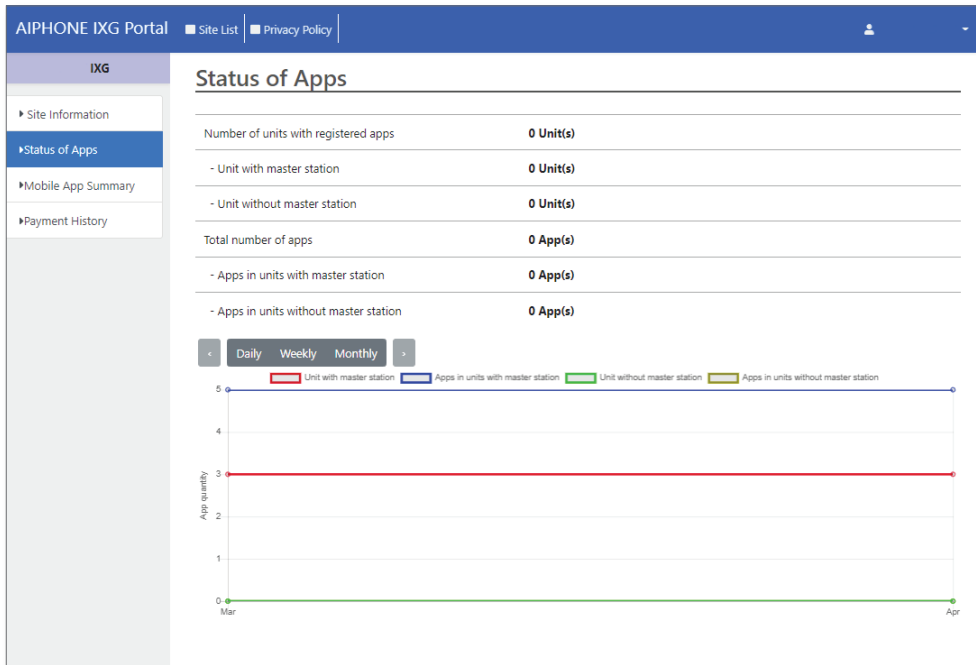 AIPHONE IXG Portal Site List Privacy Policy
IXG
Site Information
Status of Apps
Mobile App Summary
Payment History
Status of Apps
Number of units with registered apps 0 Unit(s)
- Unit with master station 0 Unit(s)
- Unit without master station 0 Unit(s)
Total number of apps 0 App(s)
- Apps in units with master station 0 App(s)
- Apps in units without master station 0 App(s)
< Daily Weekly Monthly >
Unit with master station Apps in units with master station Unit without master station Apps in units without master station
App quantity
5
4
3
2
1
0
Mar Apr